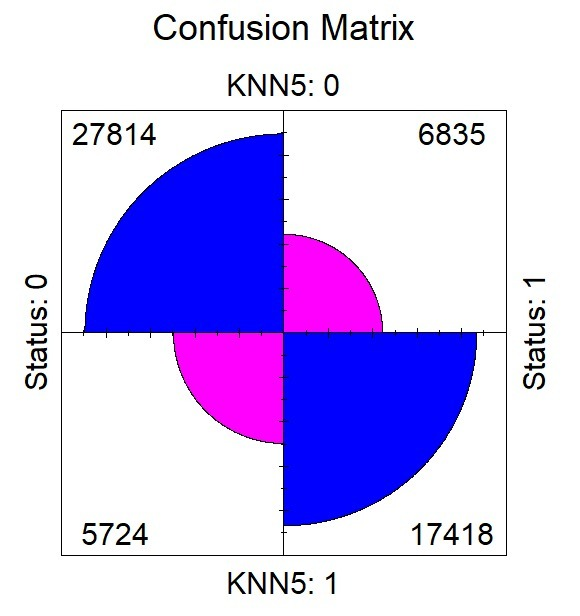 Confusion Matrix
KNN5: 0
27814
6835
Status: 0
Status: 1
5724
17418
KNN5: 1